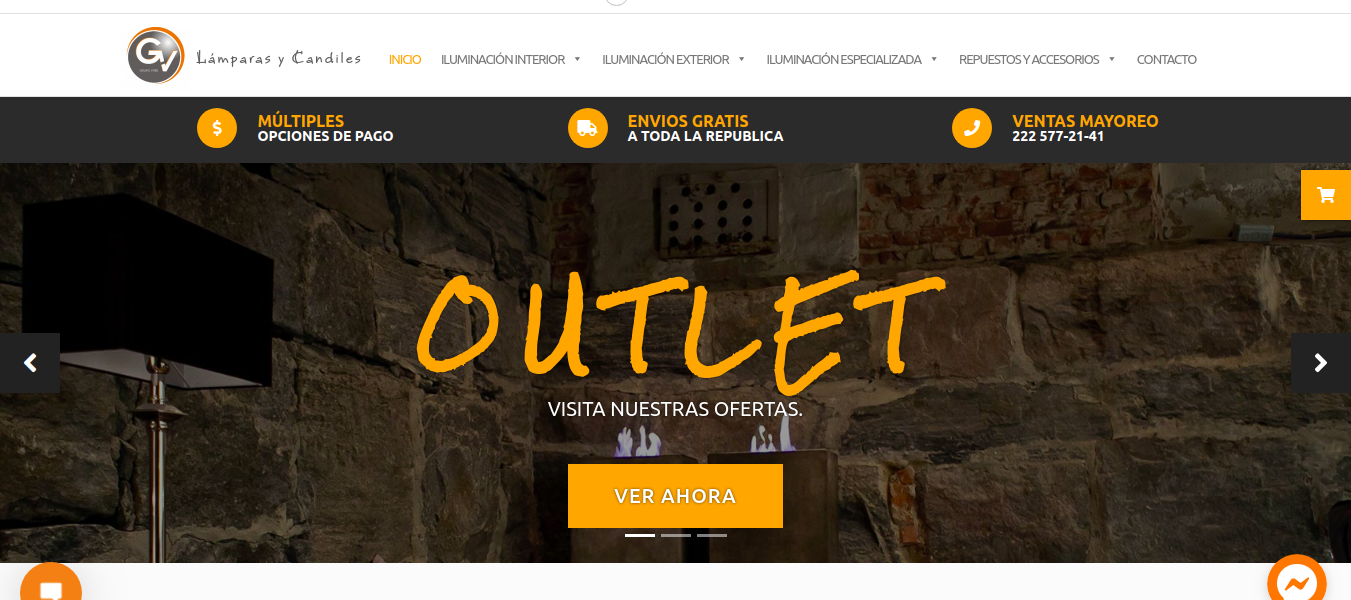 GV
Lámparas y Candiles
INICIO
ILUMINACIÓN INTERIOR
ILUMINACIÓN EXTERIOR
ILUMINACIÓN ESPECIALIZADA
REPUESTOS Y ACCESORIOS
CONTACTO
$
MÚLTIPLES
OPCIONES DE PAGO
ENVIOS GRATIS
A TODA LA REPUBLICA
VENTAS MAYOREO
222 577-21-41
OUTLET
VISITA NUESTRAS OFERTAS.
VER AHORA